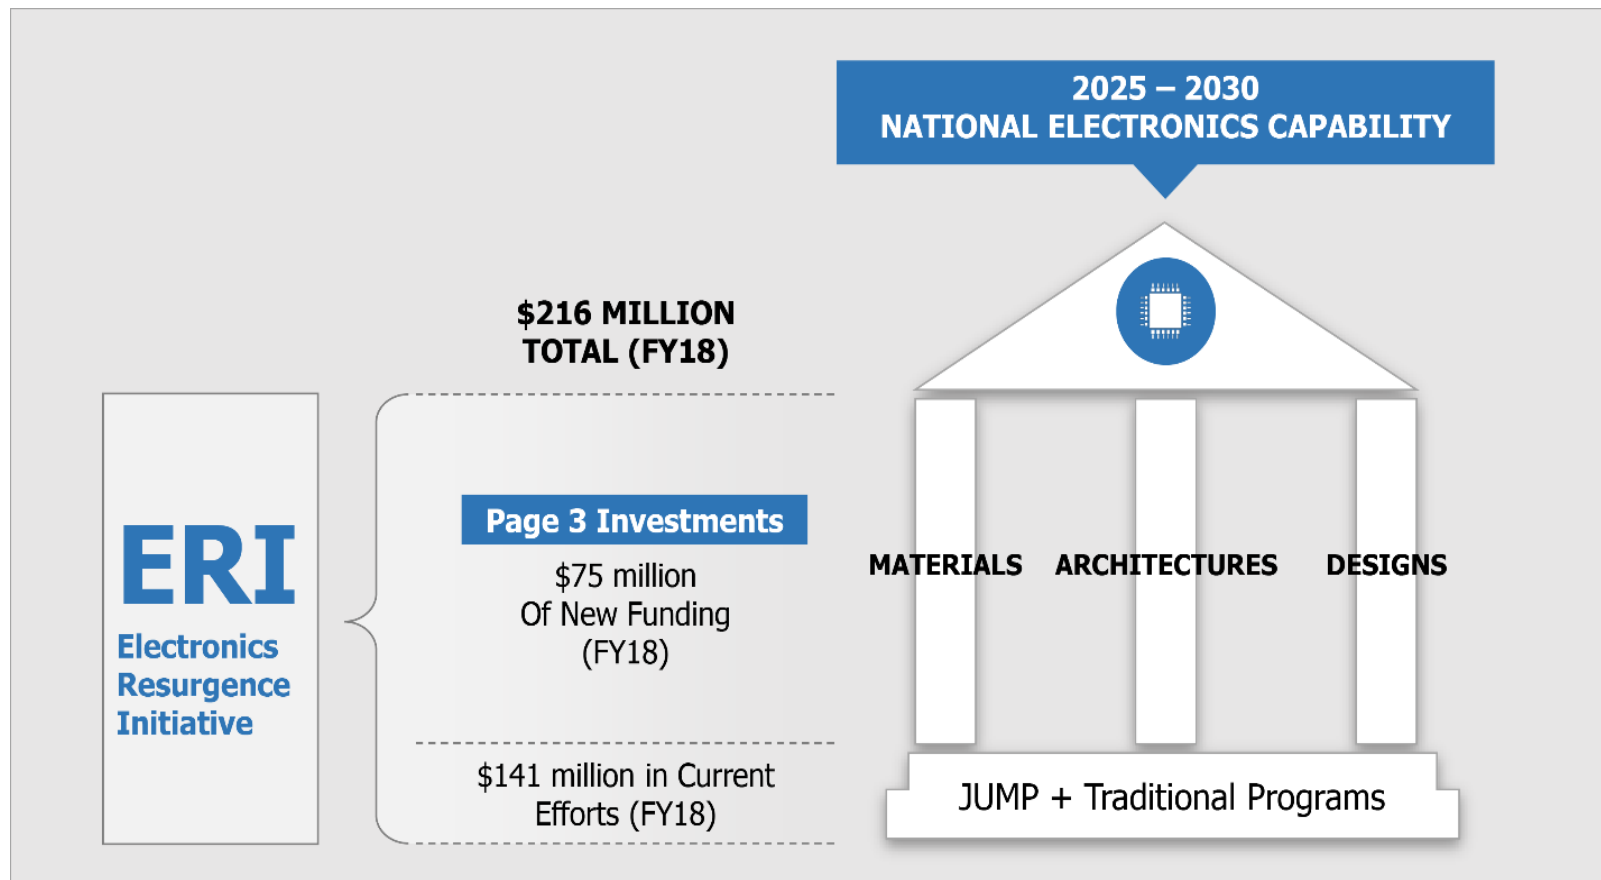 2025 – 2030
NATIONAL ELECTRONICS CAPABILITY
$216 MILLION
TOTAL (FY18)
ERI
Electronics
Resurgence
Initiative
Page 3 Investments
$75 million
Of New Funding
(FY18)
MATERIALS ARCHITECTURES DESIGNS
$141 million in Current
Efforts (FY18)
JUMP + Traditional Programs